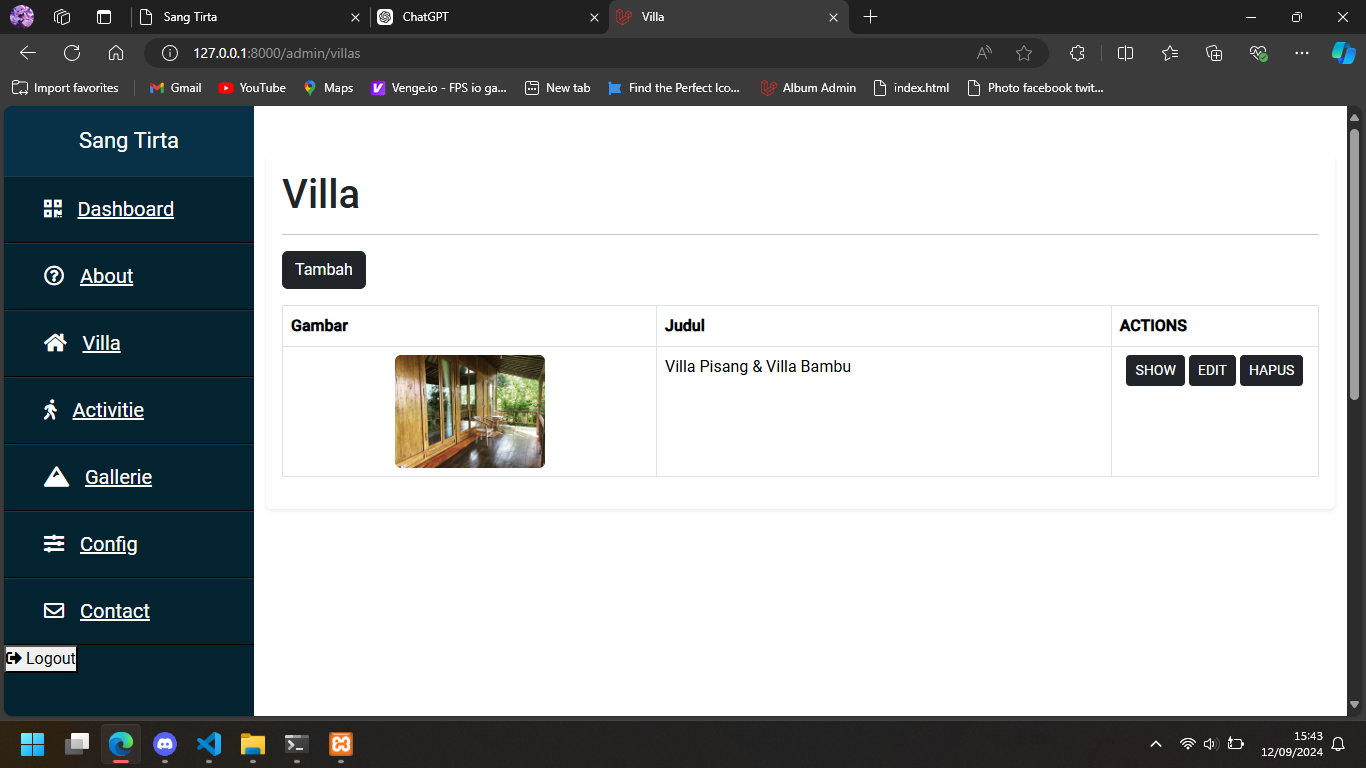 Sang Tirta
ChatGPT
Villa
127.0.0.1:8000/admin/villas
Import favorites
Gmail
YouTube
Maps
Venge.io - FPS io ga...
New tab
Find the Perfect Ico...
Album Admin
index.html
Photo facebook twit...
Sang Tirta
Dashboard
About
Villa
Activitie
Gallerie
Config
Contact
Logout
Villa
Tambah
Gambar Judul ACTIONS
Villa Pisang & Villa Bambu
SHOW EDIT HAPUS
15:43
12/09/2024